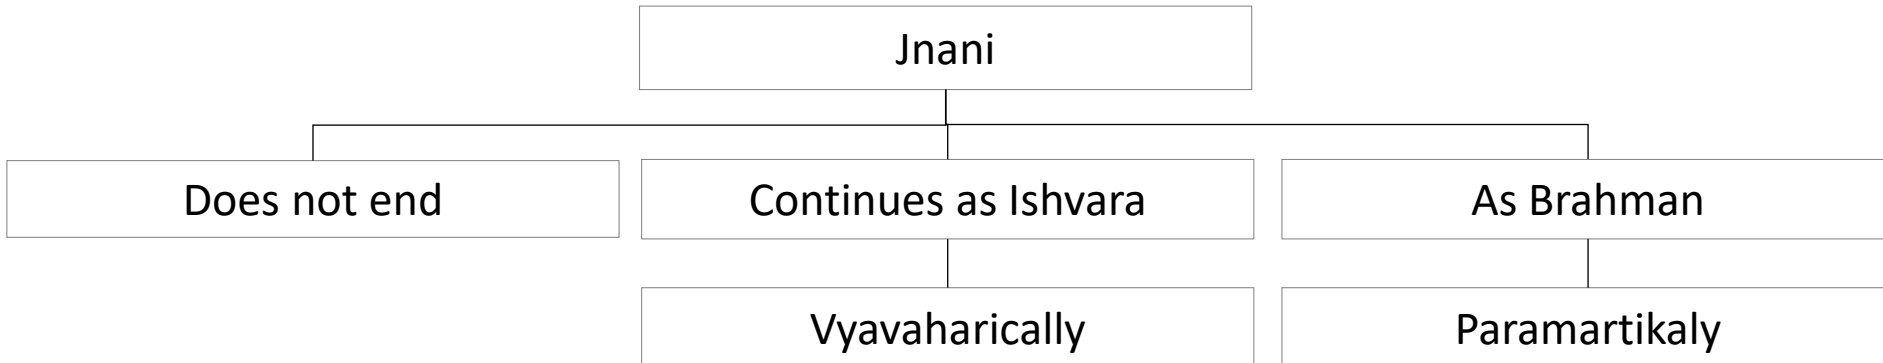 Jnani
Does not end
Continues as Ishvara
As Brahman
Vyavaharically
Paramartikaly